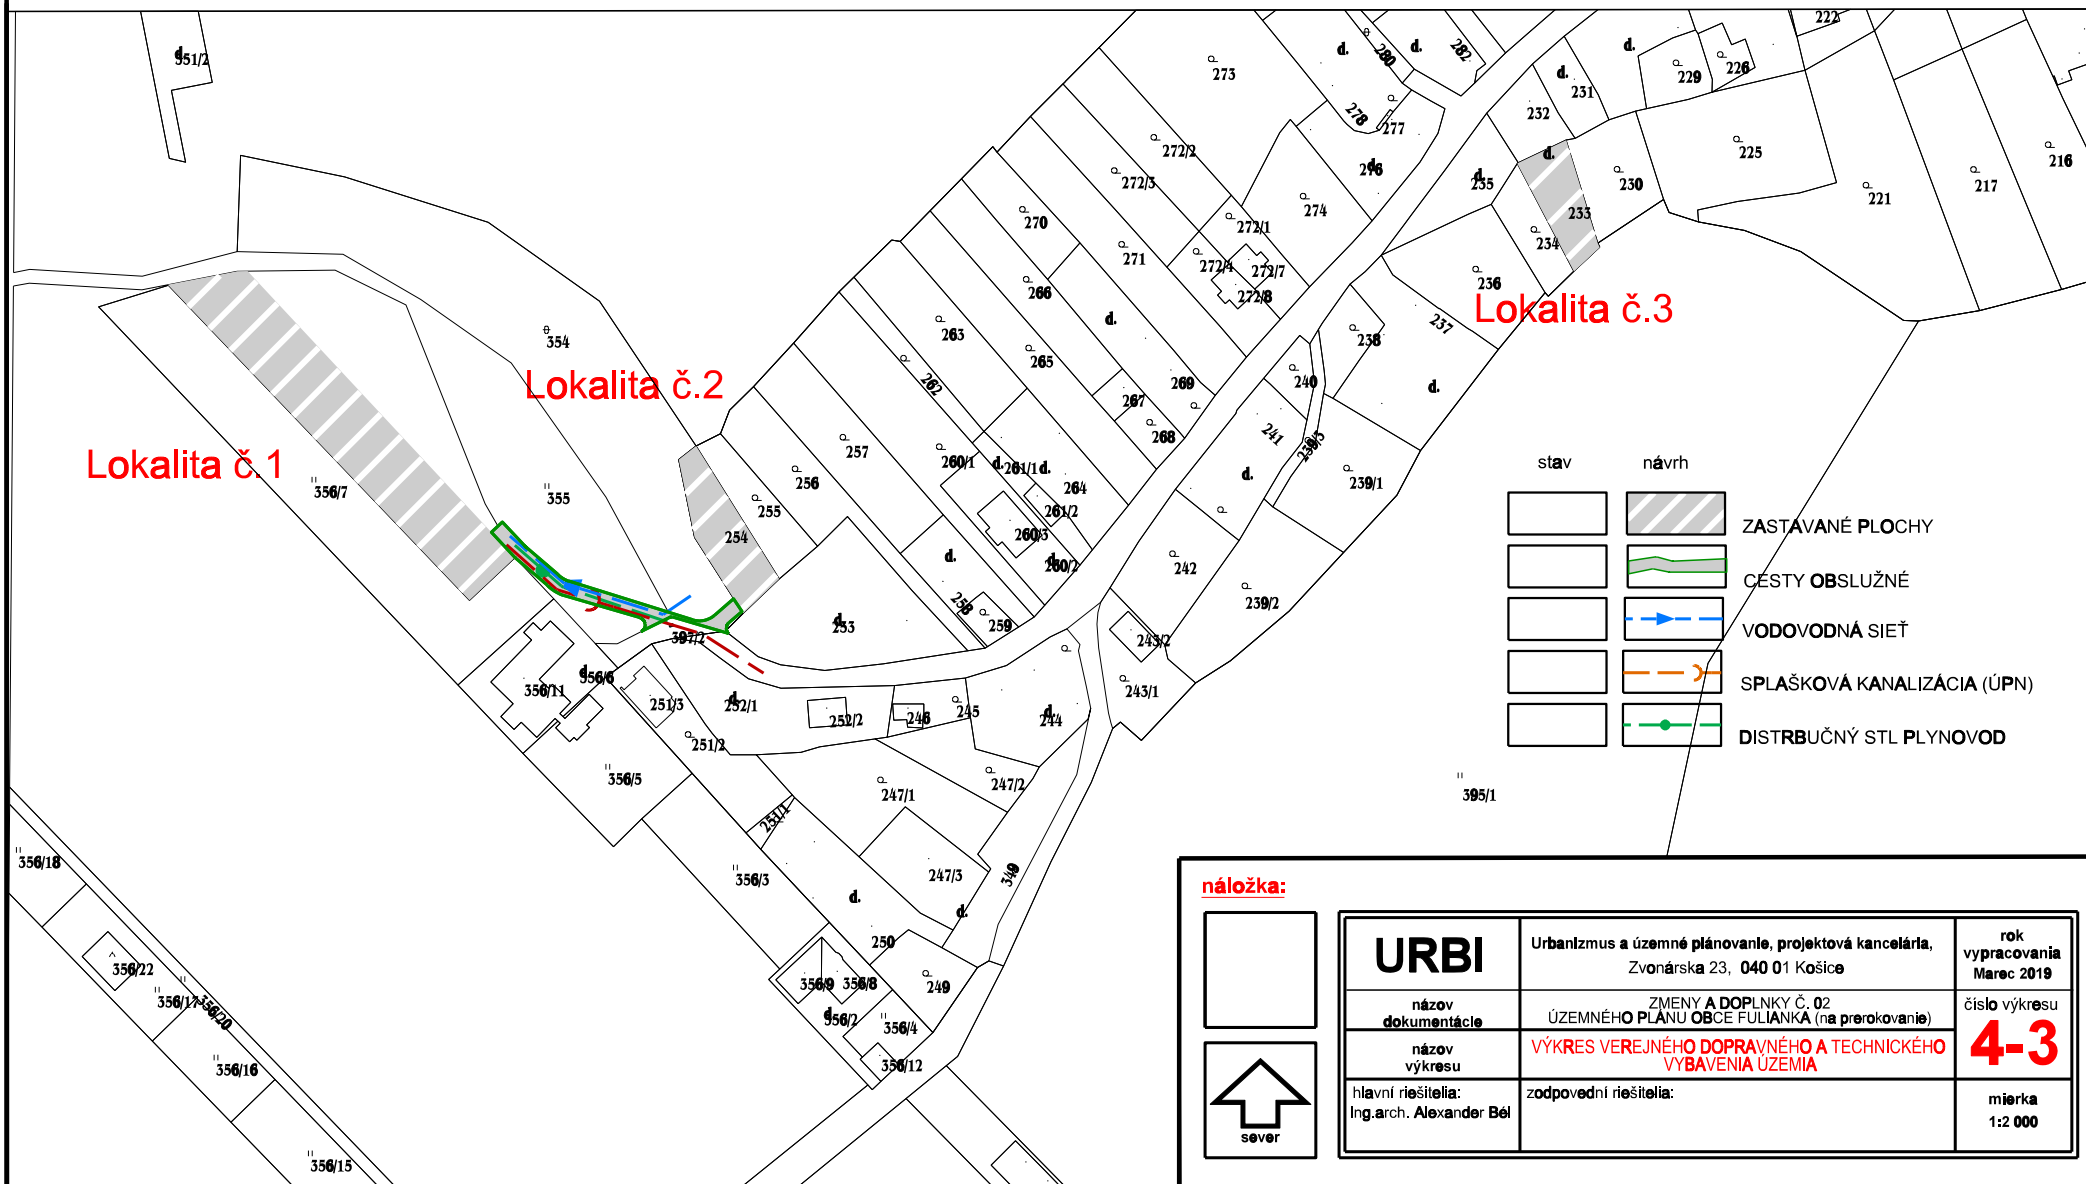 351/2
d.
273
d.
280
d.
282
222
d.
229
226
d.
231
232
278
277
272/2
225
216
d.
276
d.
235
d.
230
217
221
272/3
274
233
270
272/1
234
271
272/4
272/7
272/8
236
266
d.
Lokalita č.3
237
354
263
265
238
Lokalita č.2
262
269
240
d.
267
257
268
241
239/3
Lokalita č.1
356/7
355
256
260/1
d.
261/1
d.
264
d.
239/1
255
261/2
254
260/3
d.
d.
260/2
242
239/2
258
259
d.
253
397/2
243/2
d.
356/6
356/11
251/3
d.
252/1
252/2
246
245
d.
244
243/1
251/2
356/5
247/1
247/2
395/1
251/1
356/18
356/3
247/3
349
d.
d.
250
356/22
356/9
356/8
249
356/17
356/20
d.
356/2
356/4
356/16
356/12
356/15
stav
návrh
ZASTAVANÉ PLOCHY
CESTY OBSLUŽNÉ
VODOVODNÁ SIEŤ
SPLAŠKOVÁ KANALIZÁCIA (ÚPN)
DISTRBUČNÝ STL PLYNOVOD
náložka:
sever
URBI
Urbanizmus a územné plánovanie, projektová kancelária,
Zvonárska 23, 040 01 Košice
rok
vypracovania
Marec 2019
názov
dokumentácie
ZMENY A DOPLNKY Č. 02
ÚZEMNÉHO PLÁNU OBCE FULIANKA (na prerokovanie)
číslo výkresu
4-3
názov
výkresu
VÝKRES VEREJNÉHO DOPRAVNÉHO A TECHNICKÉHO
VYBAVENIA ÚZEMIA
hlavní riešitelia:
Ing.arch. Alexander Bél
zodpovední riešitelia:
mierka
1:2 000